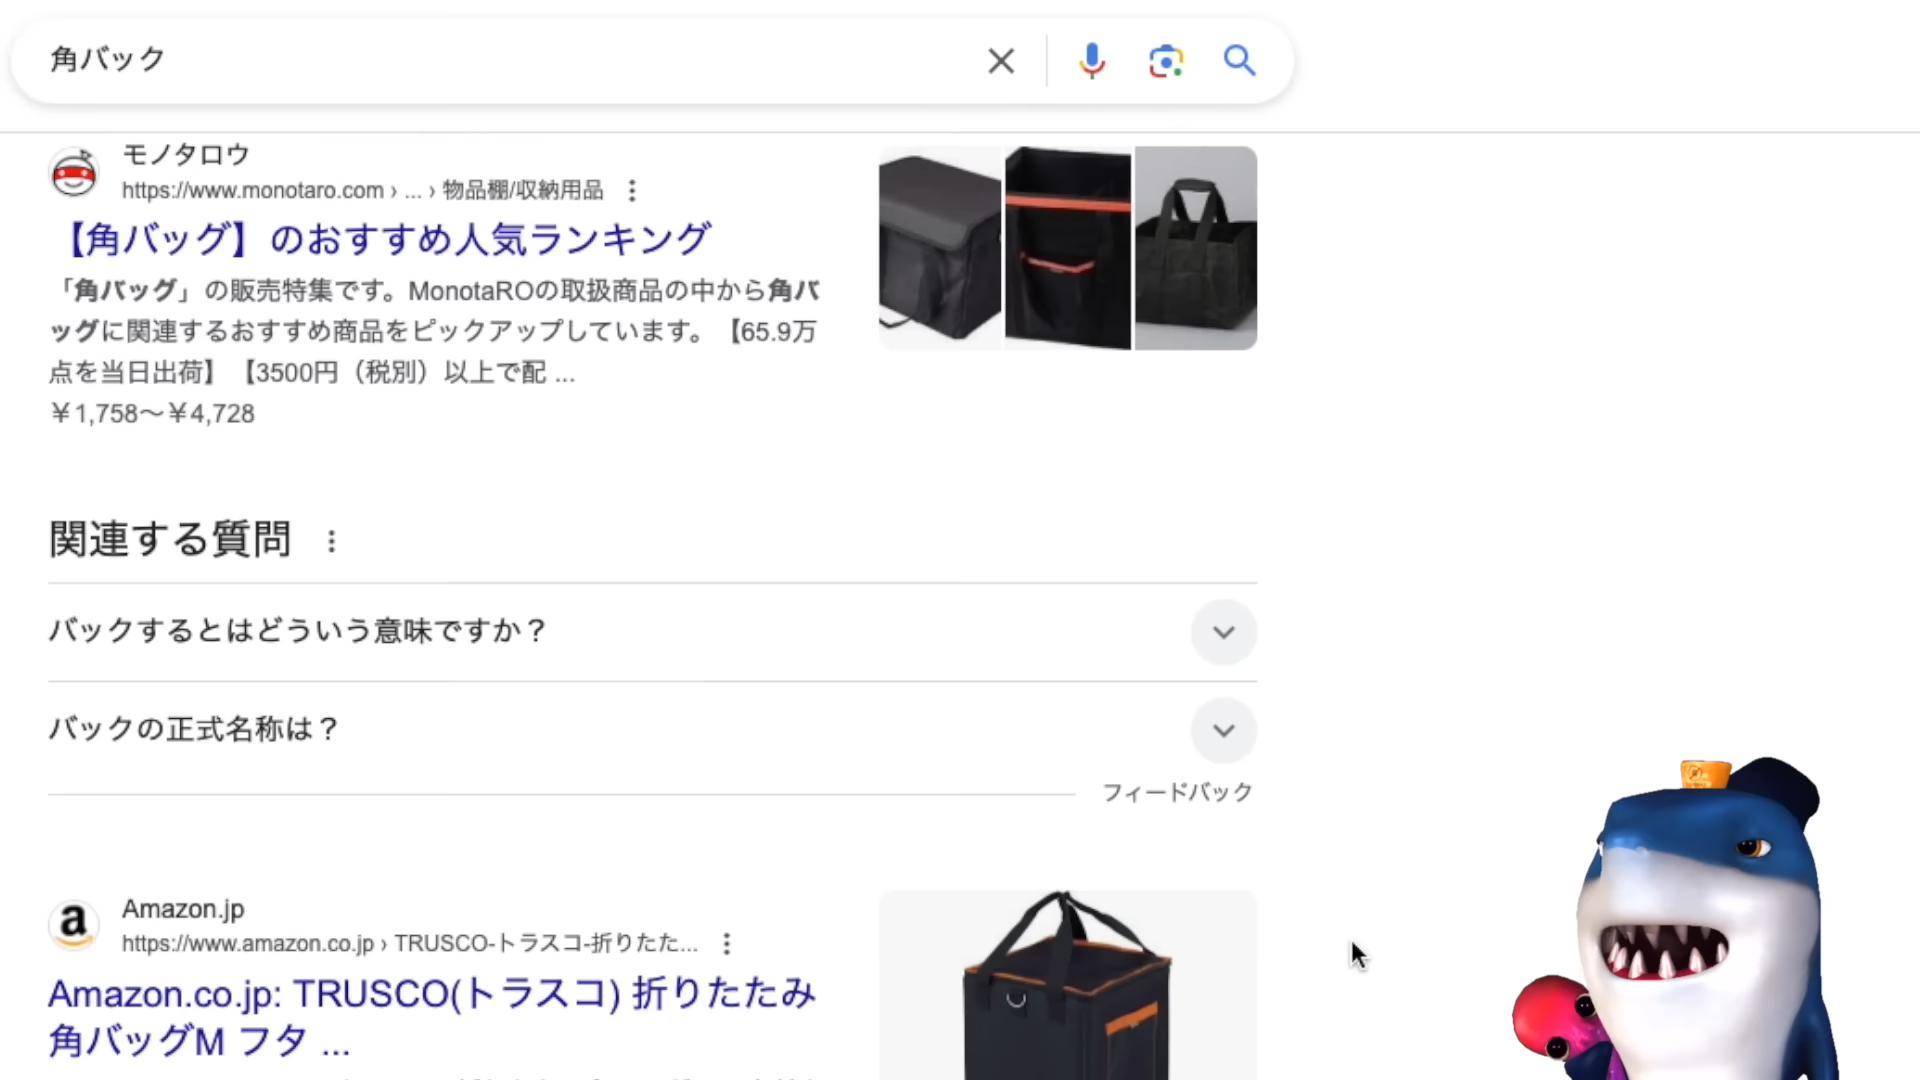 角バック
モノタロウ
https://www.monotaro.com › ... › 物品棚/収納用品
【角バッグ】のおすすめ人気ランキング
「角バッグ」の販売特集です。MonotaROの取扱商品の中から角バ
ッグに関連するおすすめ商品をピックアップしています。【65.9万
点を当日出荷】【3500円（税別）以上で配 ...
￥1,758～￥4,728
関連する質問
バックするとはどういう意味ですか？
バックの正式名称は？
フィードバック
Amazon.jp
https://www.amazon.co.jp › TRUSCO-トラスコ-折りたた...
Amazon.co.jp: TRUSCO(トラスコ) 折りたたみ
角バッグM フタ ...